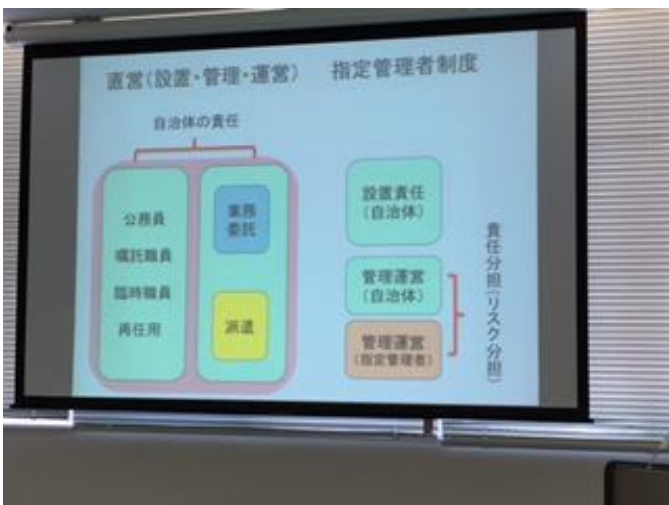 直営(設置・管理・運営)
指定管理者制度
自治体の責任
公務員
嘱託職員
臨時職員
再任用
業務
委託
派遣
設置責任
(自治体)
管理運営
(自治体)
管理運営
(指定管理者)
責任分担(リスク分担)